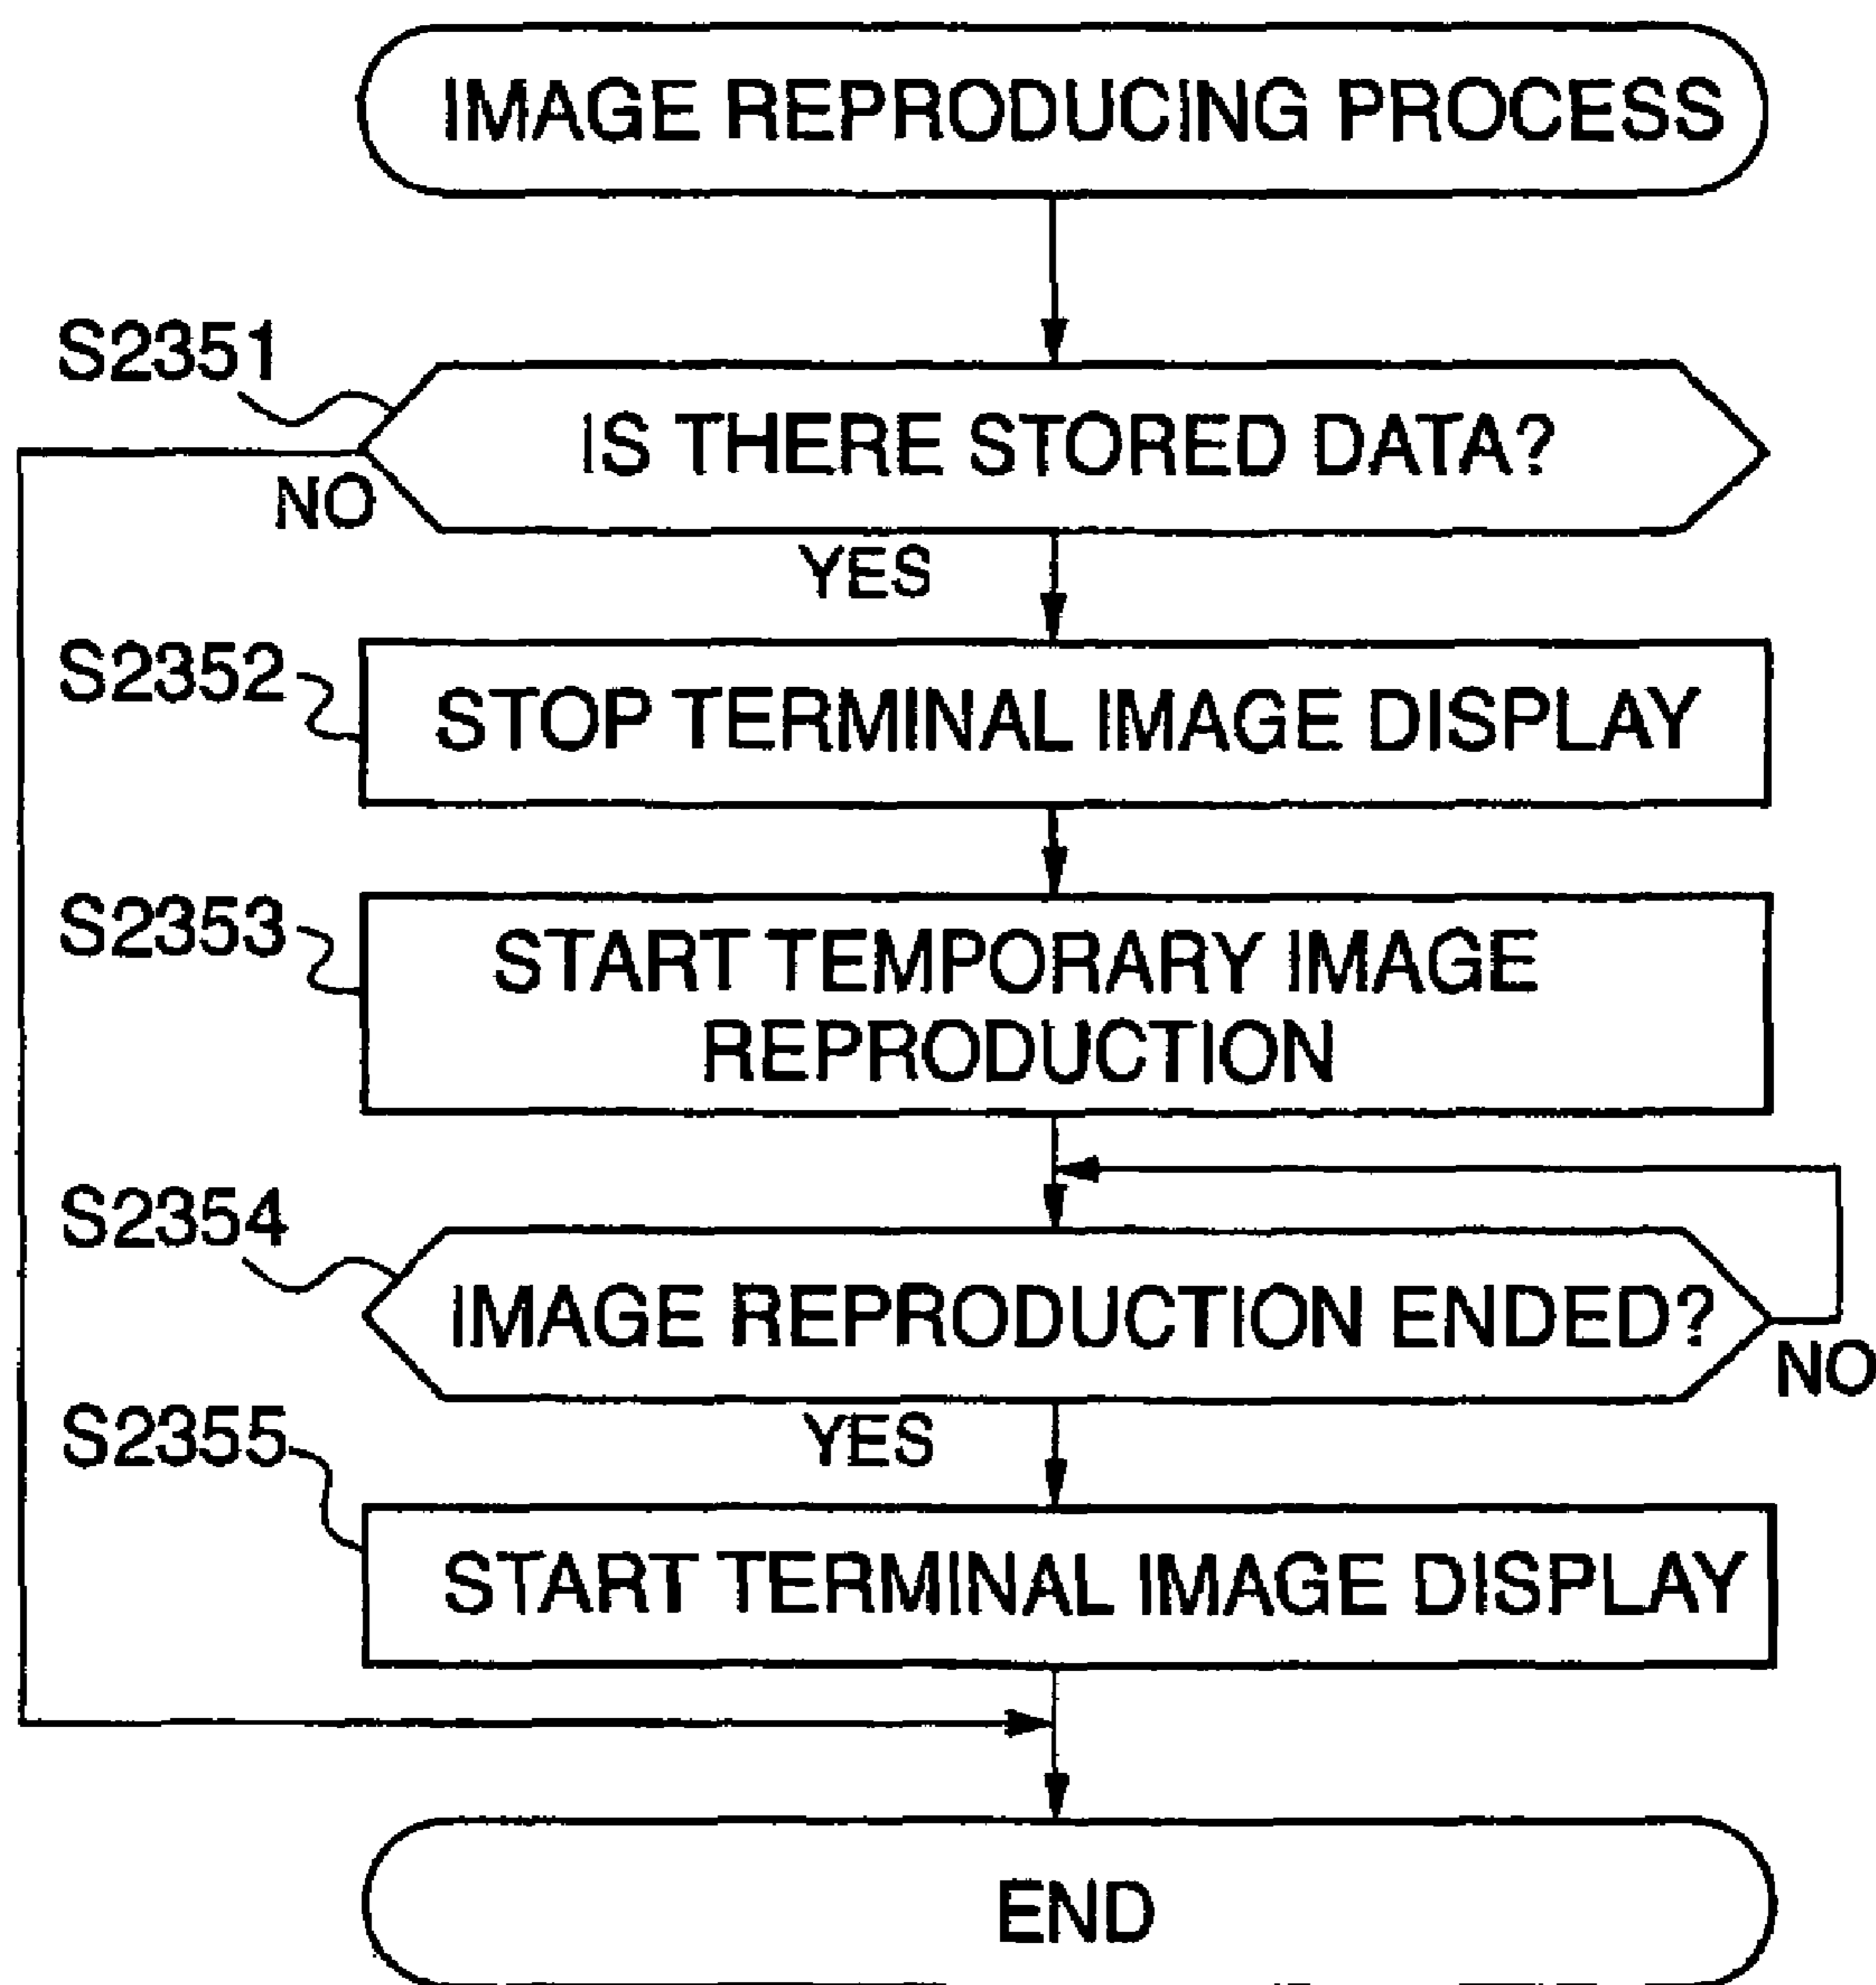 IMAGE REPRODUCING PROCESS
S2351
IS THERE STORED DATA?
NO
YES
S2352
STOP TERMINAL IMAGE DISPLAY
S2353
START TEMPORARY IMAGE
REPRODUCTION
S2354
IMAGE REPRODUCTION ENDED?
NO
YES
S2355
START TERMINAL IMAGE DISPLAY
END